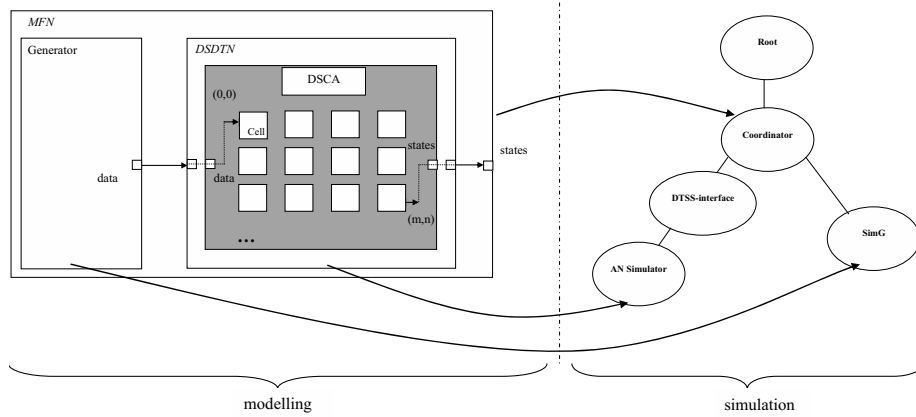 MFN
Generator
DSDTN
DSCA
(0,0)
Cell
data
data
states
states
(m,n)
...
Root
Coordinator
DTSS-interface
SimG
AN Simulator
modelling
simulation